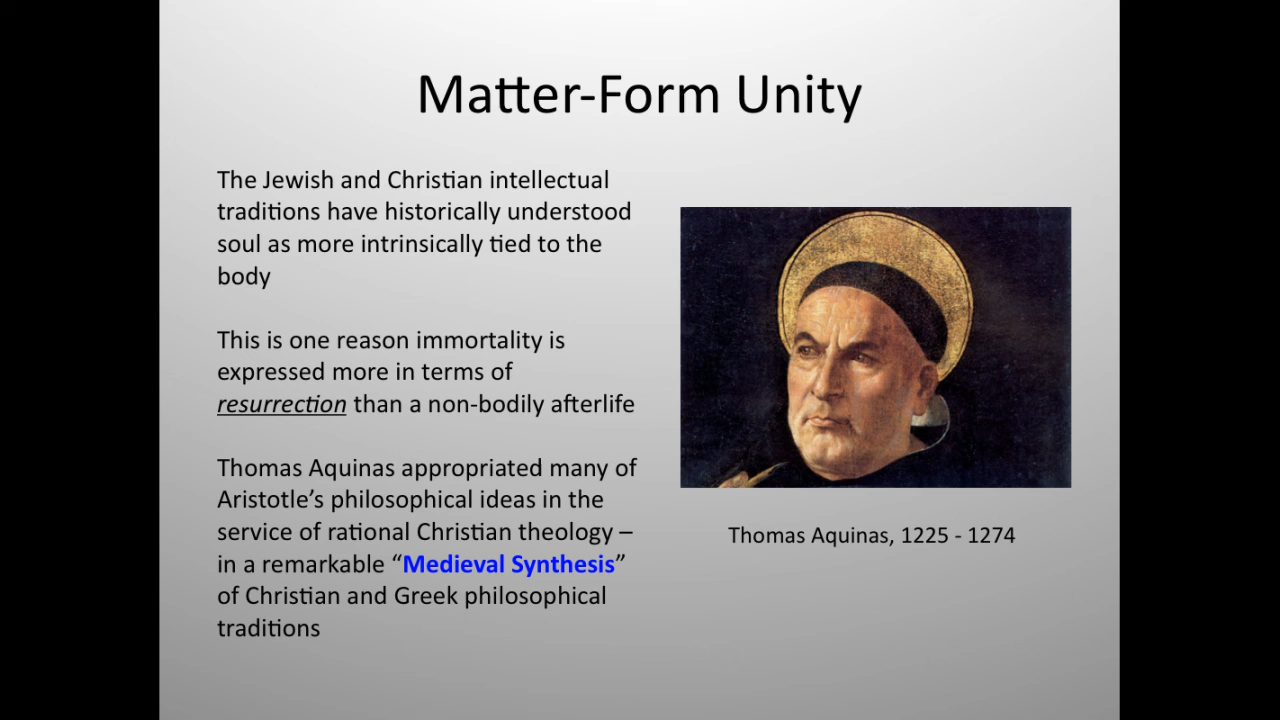 Matter-Form Unity
The Jewish and Christian intellectual
traditions have historically understood
soul as more intrinsically tied to the
body
This is one reason immortality is
expressed more in terms of
resurrection than a non-bodily afterlife
Thomas Aquinas appropriated many of
Aristotle’s philosophical ideas in the
service of rational Christian theology –
in a remarkable “Medieval Synthesis”
of Christian and Greek philosophical
traditions
Thomas Aquinas, 1225 - 1274